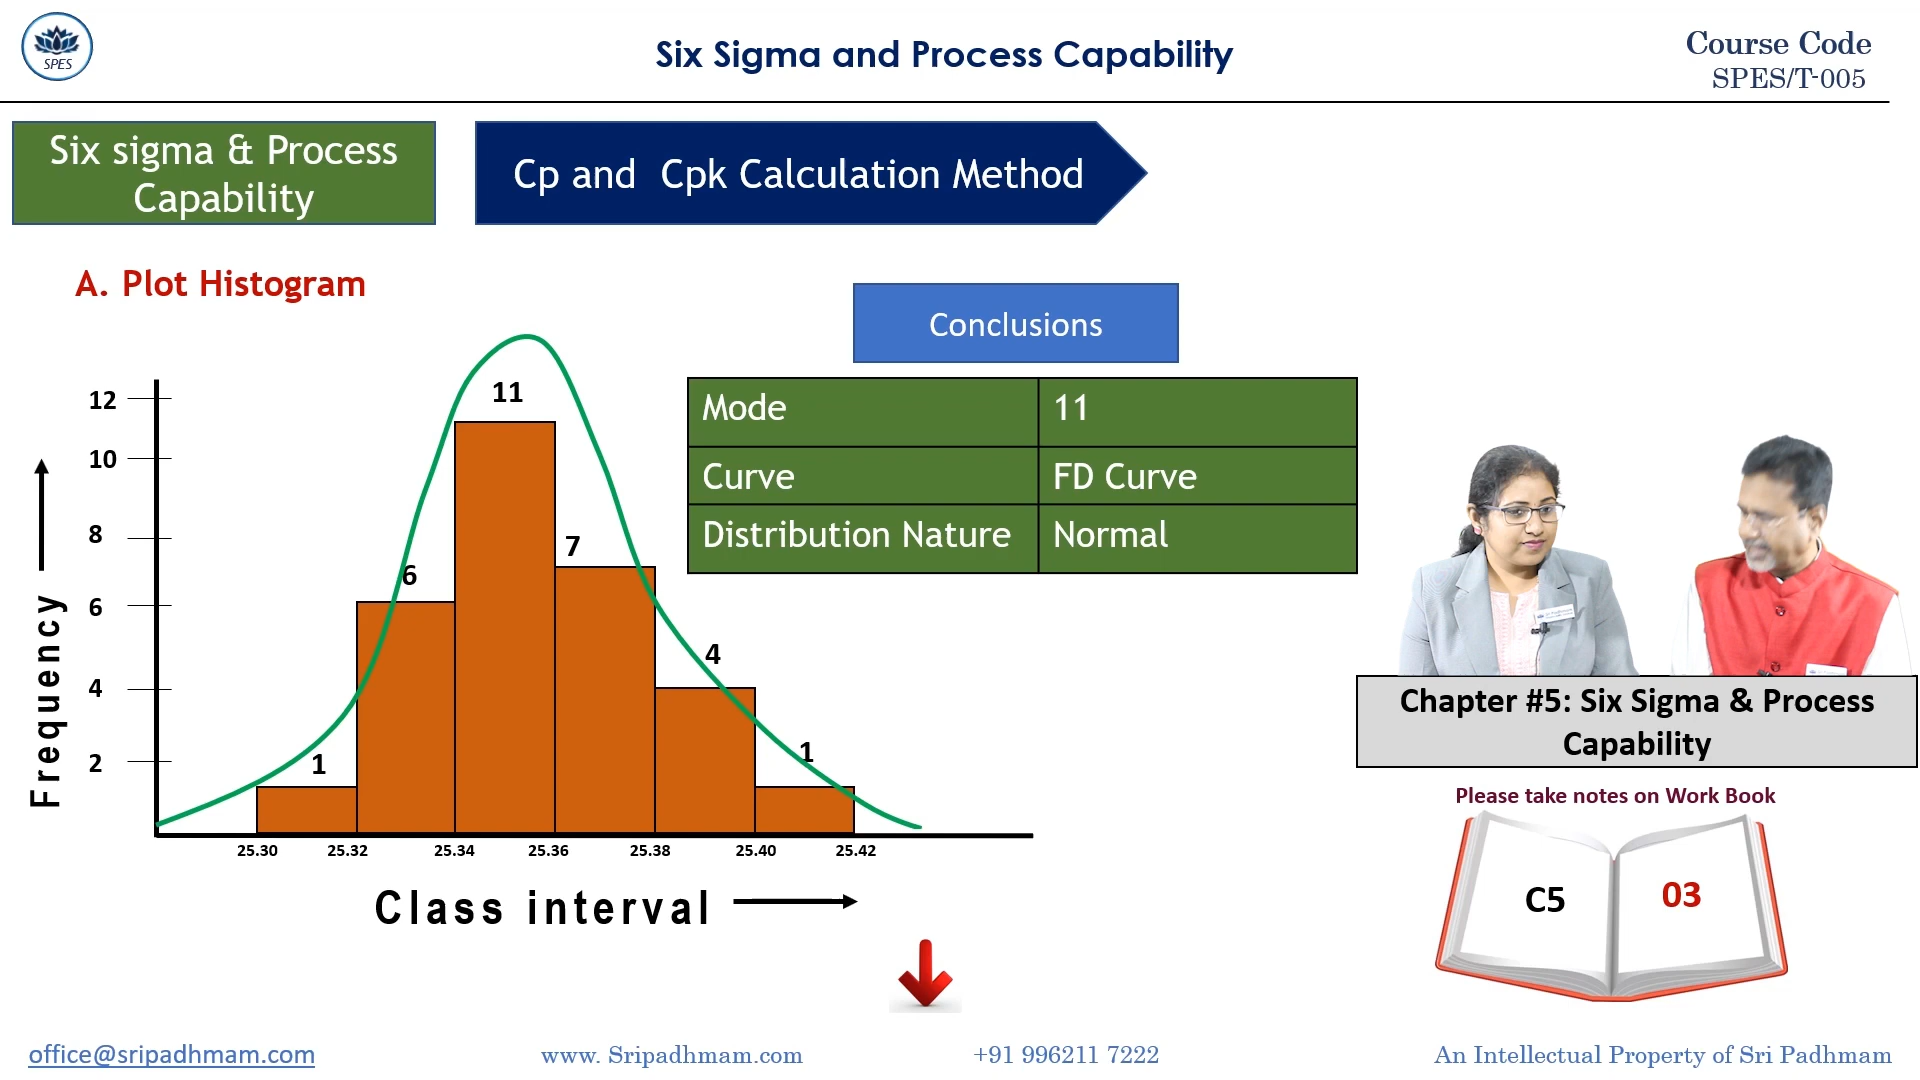 SPES
Six Sigma and Process Capability
Course Code
SPES/T-005
Six sigma & Process
Capability
Cp and Cpk Calculation Method
A. Plot Histogram
Conclusions
Mode 11
Curve FD Curve
Distribution Nature Normal
Frequency
12
10
8
6
4
2
1
6
11
7
4
1
25.30 25.32 25.34 25.36 25.38 25.40 25.42
Class interval
Chapter #5: Six Sigma & Process
Capability
Please take notes on Work Book
C5 03
office@sripadhmam.com www. Sripadhmam.com +91 996211 7222 An Intellectual Property of Sri Padhmam